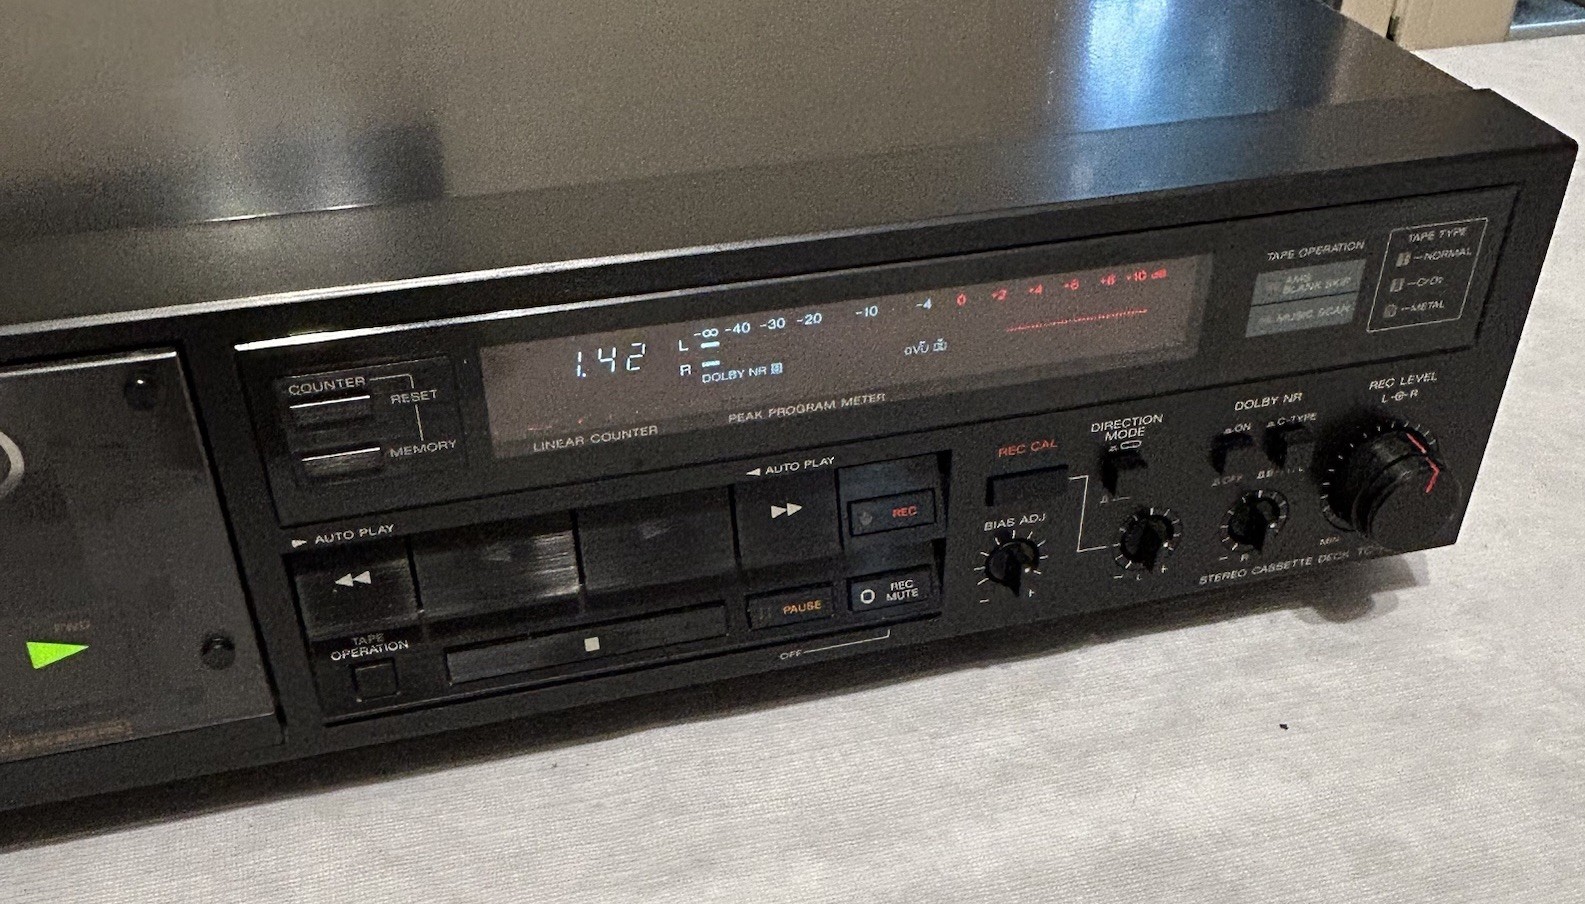 COUNTER
RESET
MEMORY
1.42
-∞ -40 -30 -20 -10 -4 0 +2 +4 +6 +8 +10 dB
L
R
DOLBY NR B
LINEAR COUNTER
PEAK PROGRAM METER
TAPE OPERATION
AMS
BLANK SKIP
MUSIC SCAN
TAPE TYPE
I —NORMAL
II —CrO₂
—METAL
► AUTO PLAY
◄◄
◄ AUTO PLAY
►►
REC
PAUSE
REC
MUTE
OFF
TAPE
OPERATION
■
FWD
REC CAL
BIAS ADJ
- +
DIRECTION
MODE
- L +
DOLBY NR
ON
C-TYPE
OFF
- R
REC LEVEL
L R
MIN
STEREO CASSETTE DECK